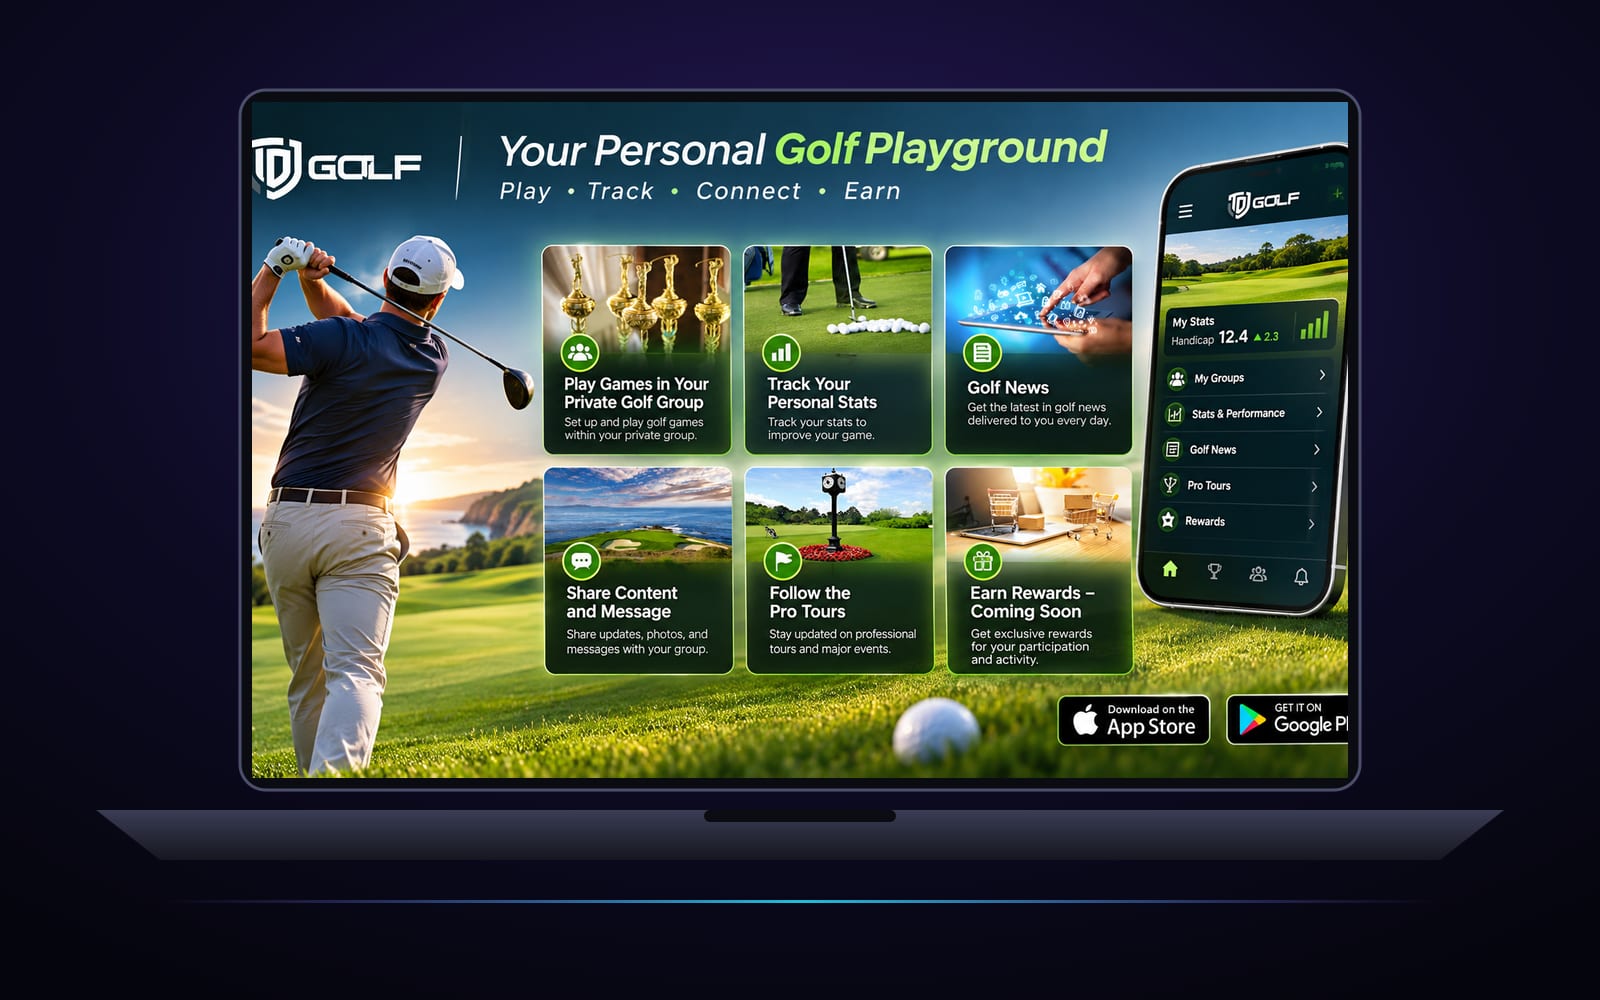 TD GOLF
Your Personal Golf Playground
Play • Track • Connect • Earn
Play Games in Your
Private Golf Group
Set up and play golf games
within your private group.
Track Your
Personal Stats
Track your stats to
improve your game.
Golf News
Get the latest in golf news
delivered to you every day.
Share Content
and Message
Share updates, photos, and
messages with your group.
Follow the
Pro Tours
Stay updated on professional
tours and major events.
Earn Rewards –
Coming Soon
Get exclusive rewards
for your participation
and activity.
TD GOLF
My Stats
Handicap 12.4 ▲ 2.3
My Groups
Stats & Performance
Golf News
Pro Tours
Rewards
Download on the
App Store
GET IT ON
Google Pl